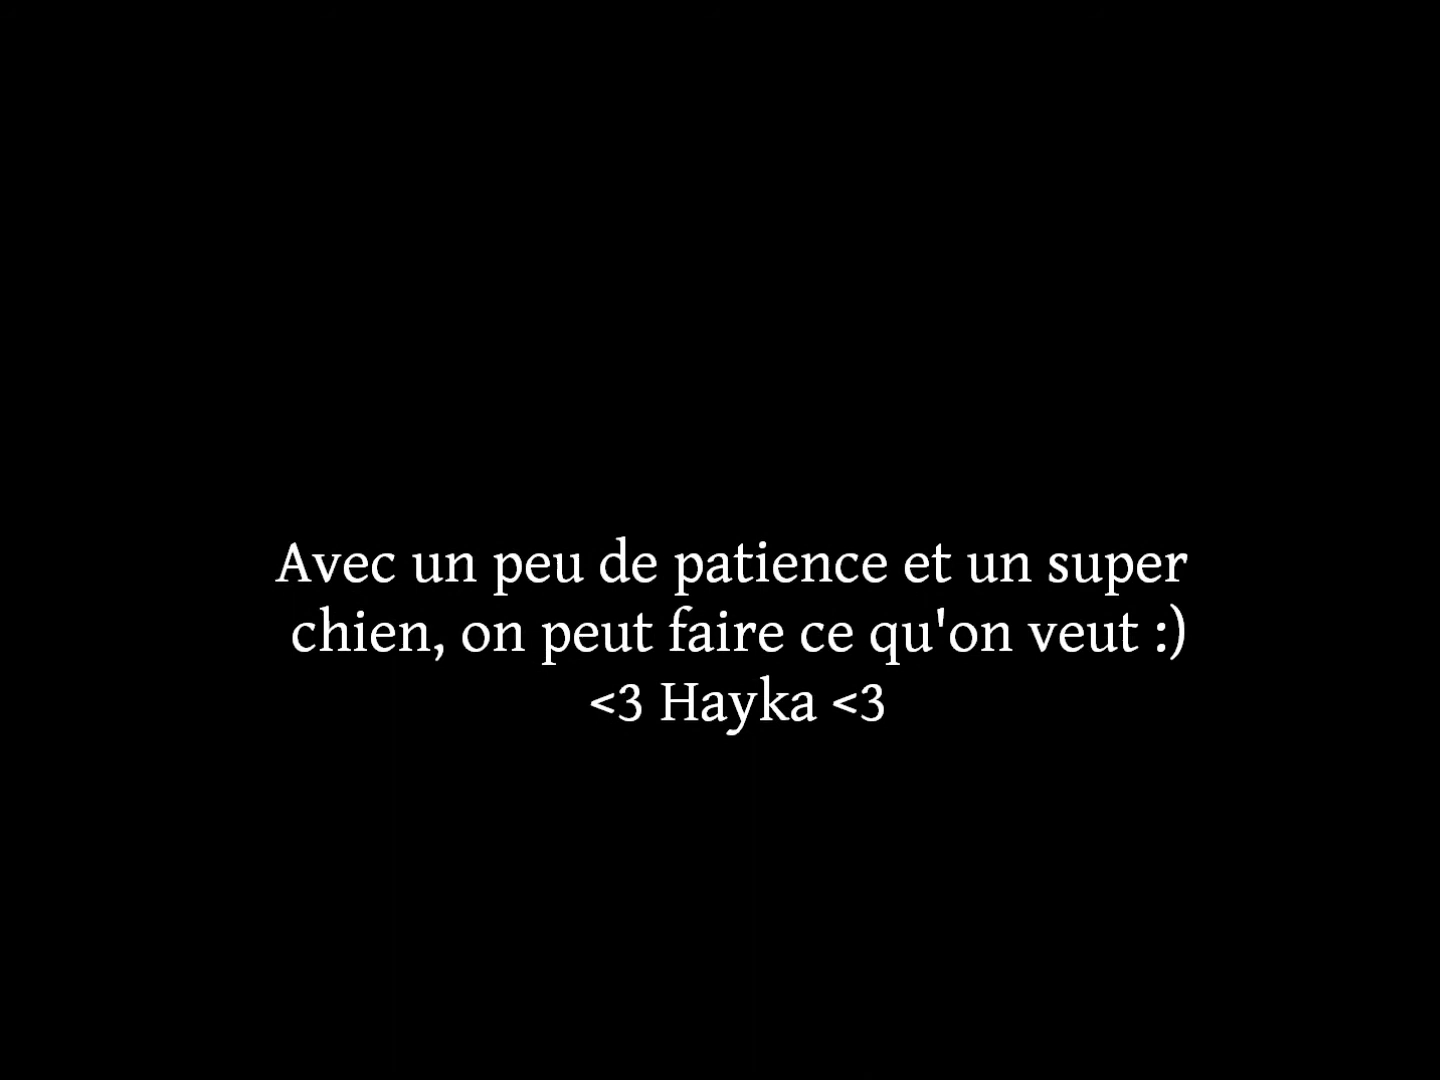 Avec un peu de patience et un super
chien, on peut faire ce qu'on veut :)
<3 Hayka <3